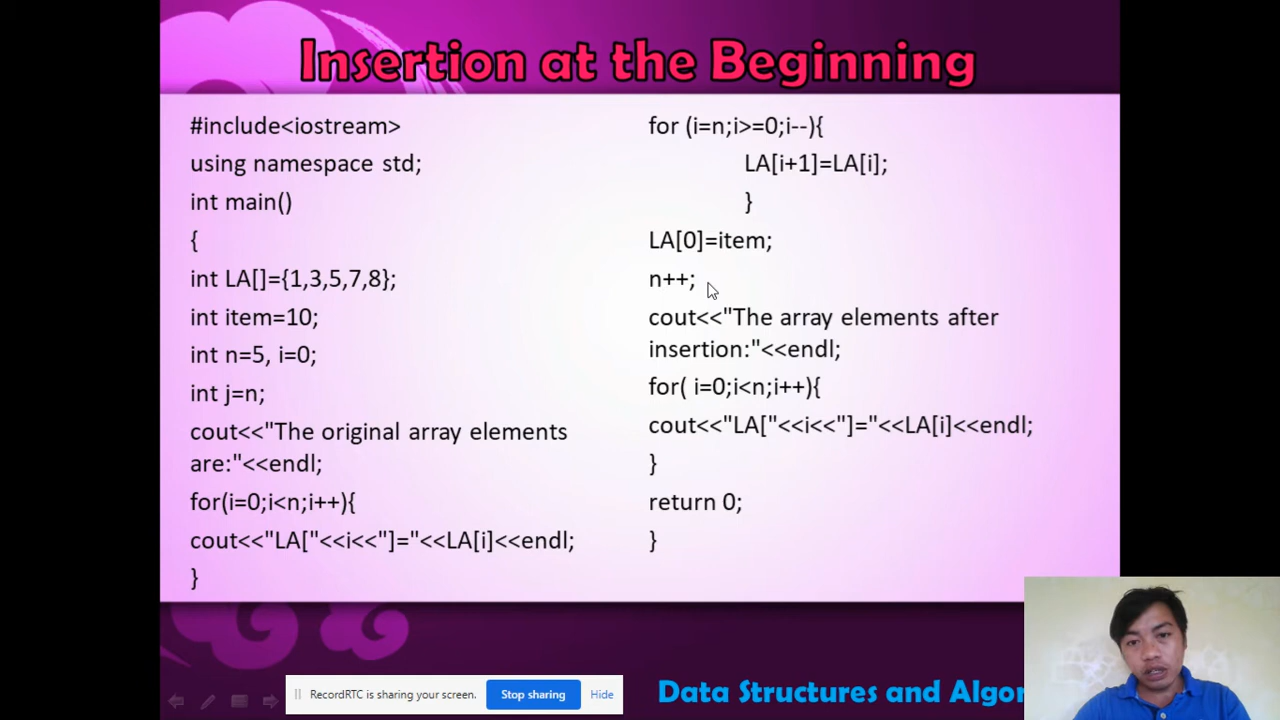 Insertion at the Beginning
#include<iostream>
using namespace std;
int main()
{
int LA[]={1,3,5,7,8};
int item=10;
int n=5, i=0;
int j=n;
cout<<"The original array elements
are:"<<endl;
for(i=0;i<n;i++){
cout<<"LA["<<i<<"]="<<LA[i]<<endl;
}
for (i=n;i>=0;i--){
LA[i+1]=LA[i];
}
LA[0]=item;
n++;
cout<<"The array elements after
insertion:"<<endl;
for( i=0;i<n;i++){
cout<<"LA["<<i<<"]="<<LA[i]<<endl;
}
return 0;
}
RecordRTC is sharing your screen.
Stop sharing
Hide
Data Structures and Algor